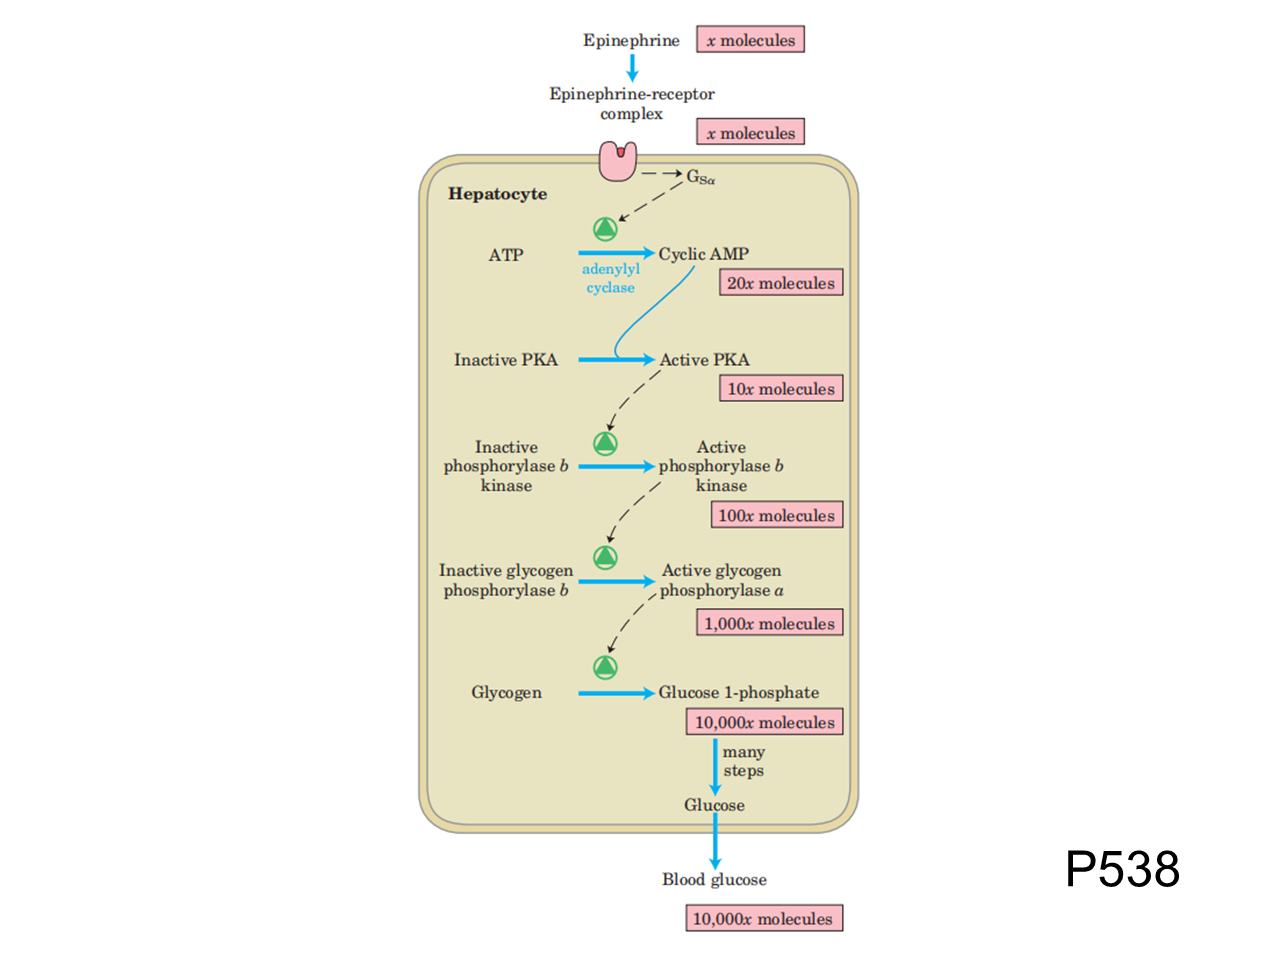 Epinephrine
x molecules
Epinephrine-receptor
complex
x molecules
Hepatocyte
GSα
ATP
adenylyl
cyclase
Cyclic AMP
20x molecules
Inactive PKA
Active PKA
10x molecules
Inactive
phosphorylase b
kinase
Active
phosphorylase b
kinase
100x molecules
Inactive glycogen
phosphorylase b
Active glycogen
phosphorylase a
1,000x molecules
Glycogen
Glucose 1-phosphate
10,000x molecules
many
steps
Glucose
Blood glucose
10,000x molecules
P538